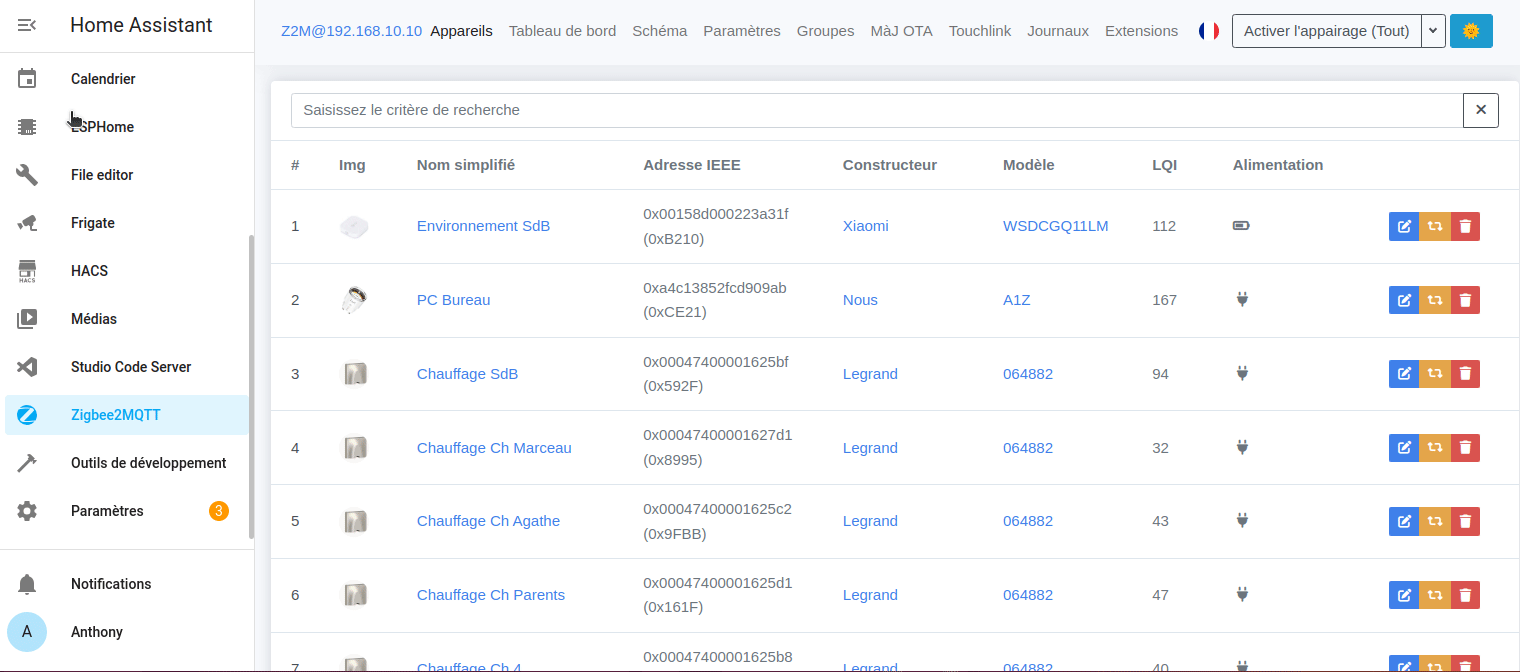 Home Assistant
Calendrier
ESPHome
File editor
Frigate
HACS
HACS
Médias
Studio Code Server
Zigbee2MQTT
Outils de développement
Paramètres 3
Notifications
A Anthony
Z2M@192.168.10.10 Appareils Tableau de bord Schéma Paramètres Groupes MàJ OTA Touchlink Journaux Extensions Activer l'appairage (Tout)
Saisissez le critère de recherche
# Img Nom simplifié Adresse IEEE Constructeur Modèle LQI Alimentation
1 Environnement SdB 0x00158d000223a31f Xiaomi WSDCGQ11LM 112
(0xB210)
2 PC Bureau 0xa4c13852fcd909ab Nous A1Z 167
(0xCE21)
3 Chauffage SdB 0x00047400001625bf Legrand 064882 94
(0x592F)
4 Chauffage Ch Marceau 0x00047400001627d1 Legrand 064882 32
(0x8995)
5 Chauffage Ch Agathe 0x00047400001625c2 Legrand 064882 43
(0x9FBB)
6 Chauffage Ch Parents 0x00047400001625d1 Legrand 064882 47
(0x161F)
7 Chauffage Ch 4 0x00047400001625b8 Legrand 064882 40